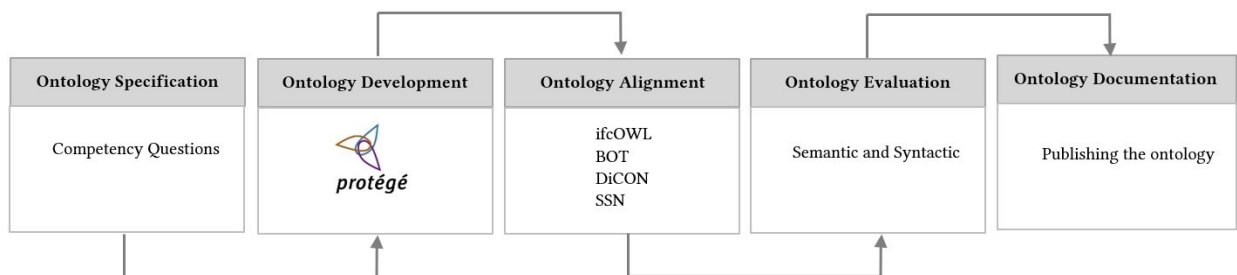 Ontology Specification
Competency Questions
Ontology Development
protégé
Ontology Alignment
ifcOWL
BOT
DiCON
SSN
Ontology Evaluation
Semantic and Syntactic
Ontology Documentation
Publishing the ontology